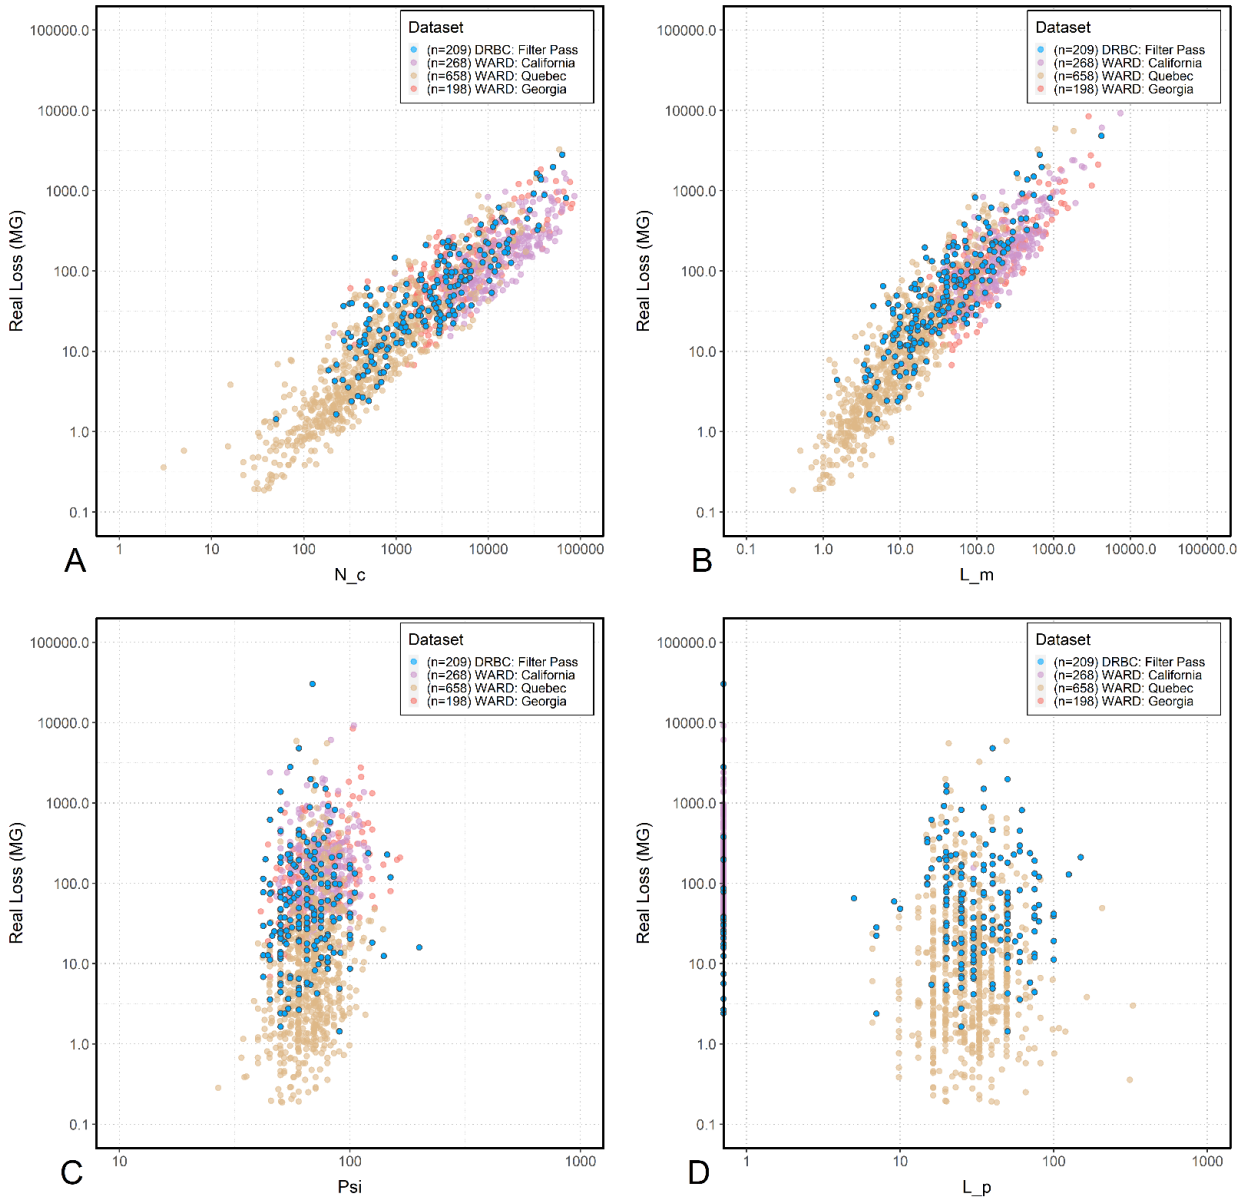 Dataset
(n=209) DRBC: Filter Pass
(n=268) WARD: California
(n=658) WARD: Quebec
(n=198) WARD: Georgia
100000.0
10000.0
1000.0
100.0
10.0
1.0
0.1
Real Loss (MG)
1 10 100 1000 10000 100000
N_c
A
Dataset
(n=209) DRBC: Filter Pass
(n=268) WARD: California
(n=658) WARD: Quebec
(n=198) WARD: Georgia
100000.0
10000.0
1000.0
100.0
10.0
1.0
0.1
Real Loss (MG)
0.1 1.0 10.0 100.0 1000.0 10000.0 100000.0
L_m
B
Dataset
(n=209) DRBC: Filter Pass
(n=268) WARD: California
(n=658) WARD: Quebec
(n=198) WARD: Georgia
100000.0
10000.0
1000.0
100.0
10.0
1.0
0.1
Real Loss (MG)
10 100 1000
Psi
C
Dataset
(n=209) DRBC: Filter Pass
(n=268) WARD: California
(n=658) WARD: Quebec
(n=198) WARD: Georgia
100000.0
10000.0
1000.0
100.0
10.0
1.0
0.1
Real Loss (MG)
1 10 100 1000
L_p
D